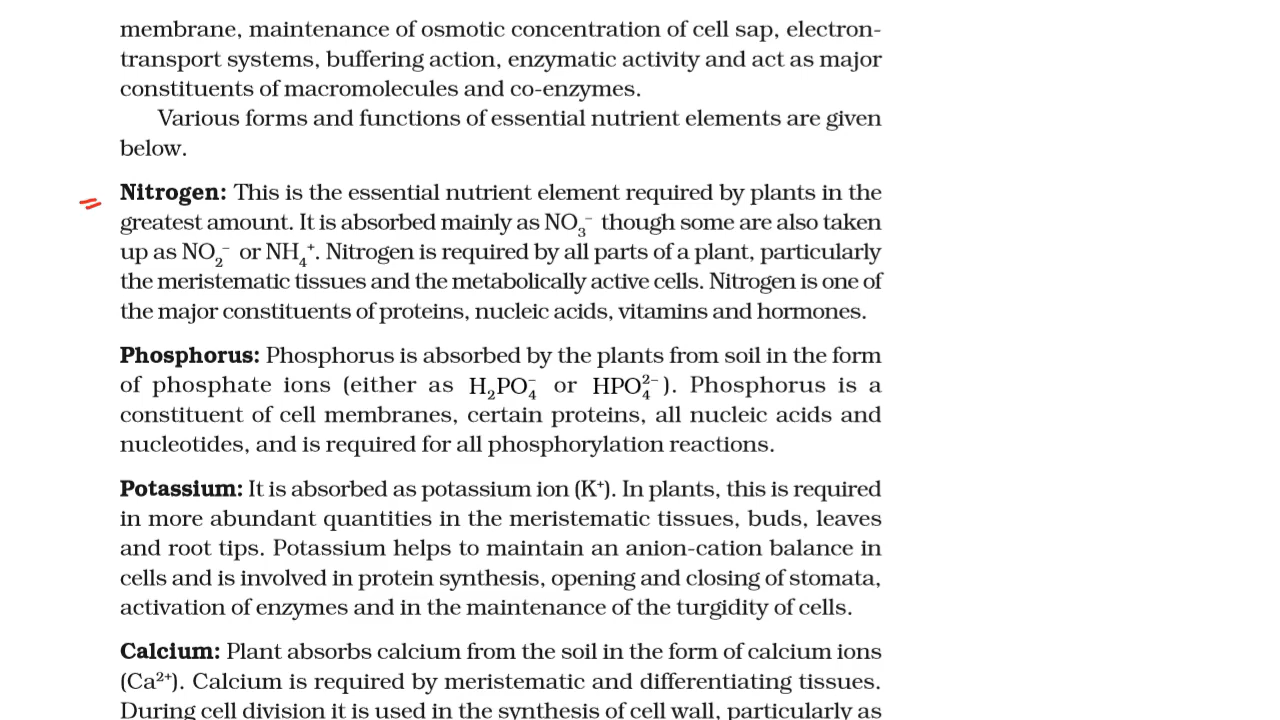 membrane, maintenance of osmotic concentration of cell sap, electron-
transport systems, buffering action, enzymatic activity and act as major
constituents of macromolecules and co-enzymes.
Various forms and functions of essential nutrient elements are given
below.
Nitrogen: This is the essential nutrient element required by plants in the
greatest amount. It is absorbed mainly as NO₃⁻ though some are also taken
up as NO₂⁻ or NH₄⁺. Nitrogen is required by all parts of a plant, particularly
the meristematic tissues and the metabolically active cells. Nitrogen is one of
the major constituents of proteins, nucleic acids, vitamins and hormones.
Phosphorus: Phosphorus is absorbed by the plants from soil in the form
of phosphate ions (either as H₂PO₄⁻ or HPO₄²⁻). Phosphorus is a
constituent of cell membranes, certain proteins, all nucleic acids and
nucleotides, and is required for all phosphorylation reactions.
Potassium: It is absorbed as potassium ion (K⁺). In plants, this is required
in more abundant quantities in the meristematic tissues, buds, leaves
and root tips. Potassium helps to maintain an anion-cation balance in
cells and is involved in protein synthesis, opening and closing of stomata,
activation of enzymes and in the maintenance of the turgidity of cells.
Calcium: Plant absorbs calcium from the soil in the form of calcium ions
(Ca²⁺). Calcium is required by meristematic and differentiating tissues.
During cell division it is used in the synthesis of cell wall, particularly as